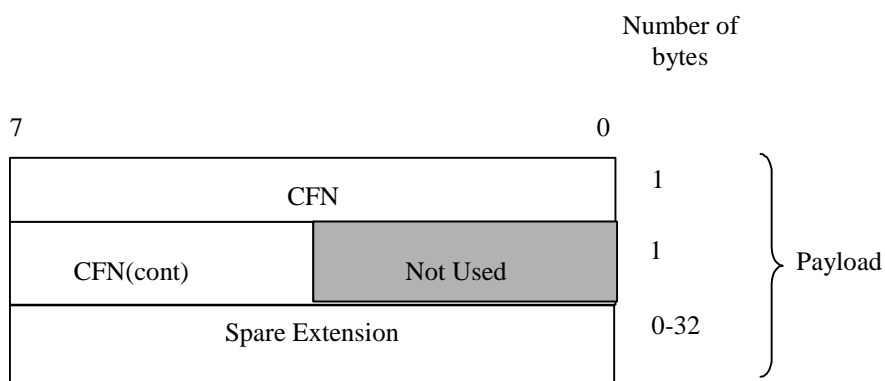 Number of
bytes
7 0
CFN 1
CFN(cont) Not Used 1
Payload
Spare Extension 0-32